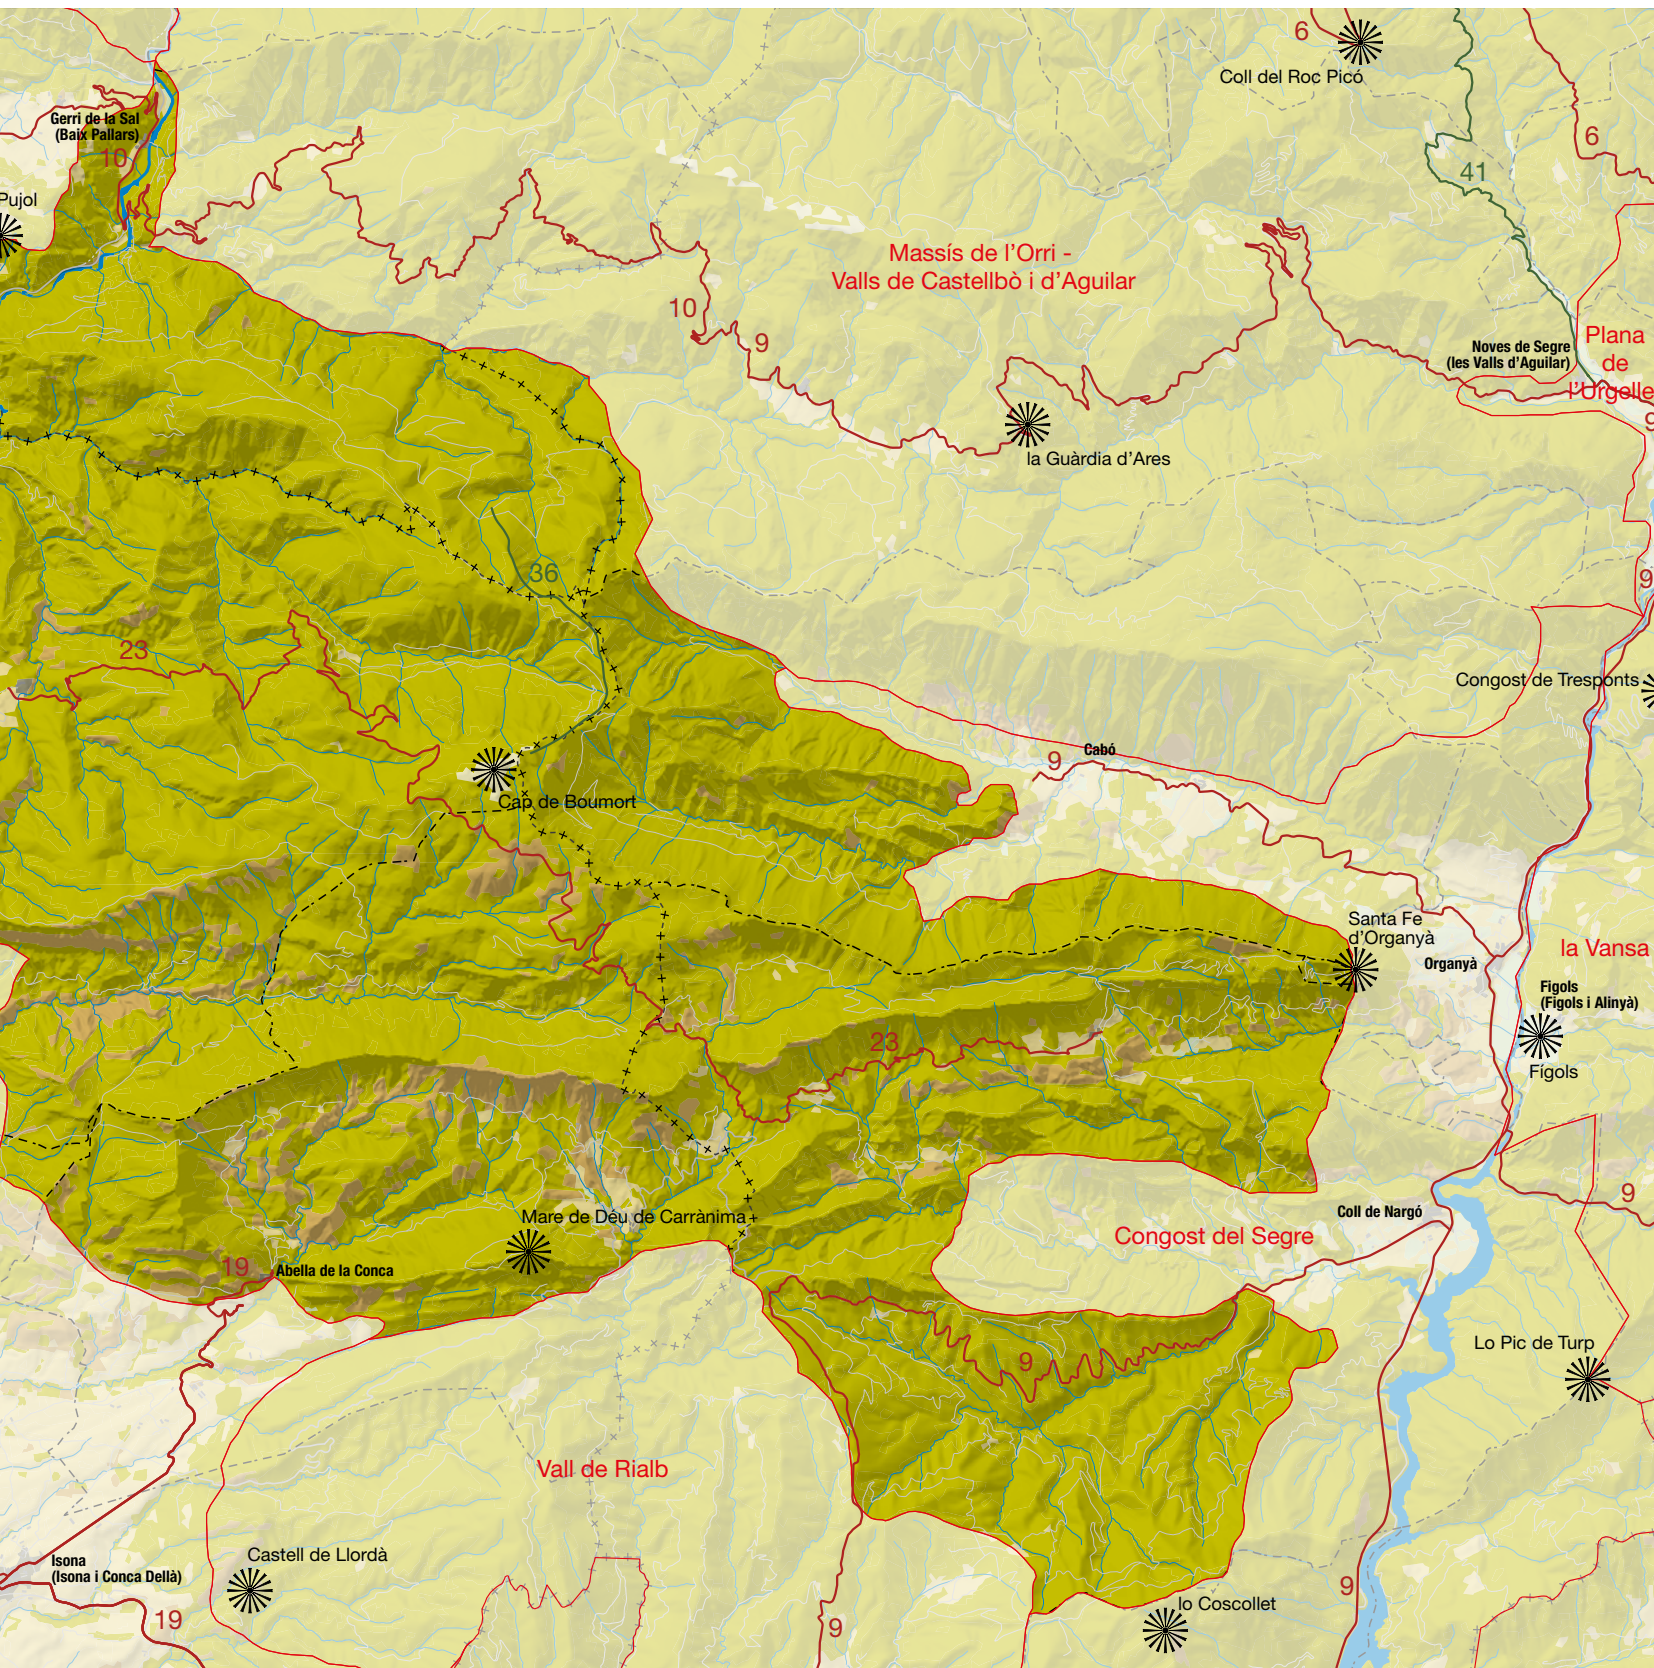 6
Coll del Roc Picó
Gerri de la Sal
(Baix Pallars)
10
6
41
Pujol
Massís de l'Orri -
Valls de Castellbò i d'Aguilar
10
9
Plana
de
l'Urgelle
Noves de Segre
(les Valls d'Aguilar)
9
la Guàrdia d'Ares
36
9
23
Congost de Tresponts
Cabó
9
Cap de Boumort
Santa Fe
d'Organyà
Organyà
la Vansa
Fígols
(Fígols i Alinyà)
23
Fígols
9
Coll de Nargó
Mare de Déu de Carrànima
Congost del Segre
19
Abella de la Conca
Lo Pic de Turp
9
Vall de Rialb
Castell de Llordà
Isona
(Isona i Conca Dellà)
9
lo Coscollet
19
9